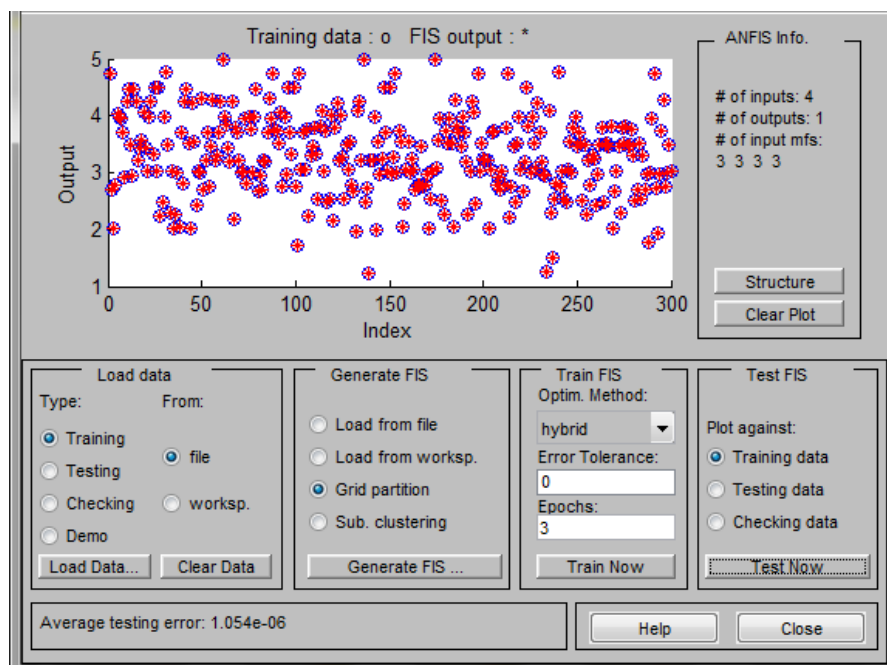 Training data : o   FIS output : *
ANFIS Info.
5
4
3
2
1
Output
0
50
100
150
200
250
300
Index
# of inputs: 4
# of outputs: 1
# of input mfs:
3  3  3  3
Structure
Clear Plot
Load data
Type:
From:
Training
Testing
Checking
Demo
file
worksp.
Load Data...
Clear Data
Generate FIS
Load from file
Load from worksp.
Grid partition
Sub. clustering
Generate FIS ...
Train FIS
Optim. Method:
hybrid
Error Tolerance:
0
Epochs:
3
Train Now
Test FIS
Plot against:
Training data
Testing data
Checking data
Test Now
Average testing error: 1.054e-06
Help
Close